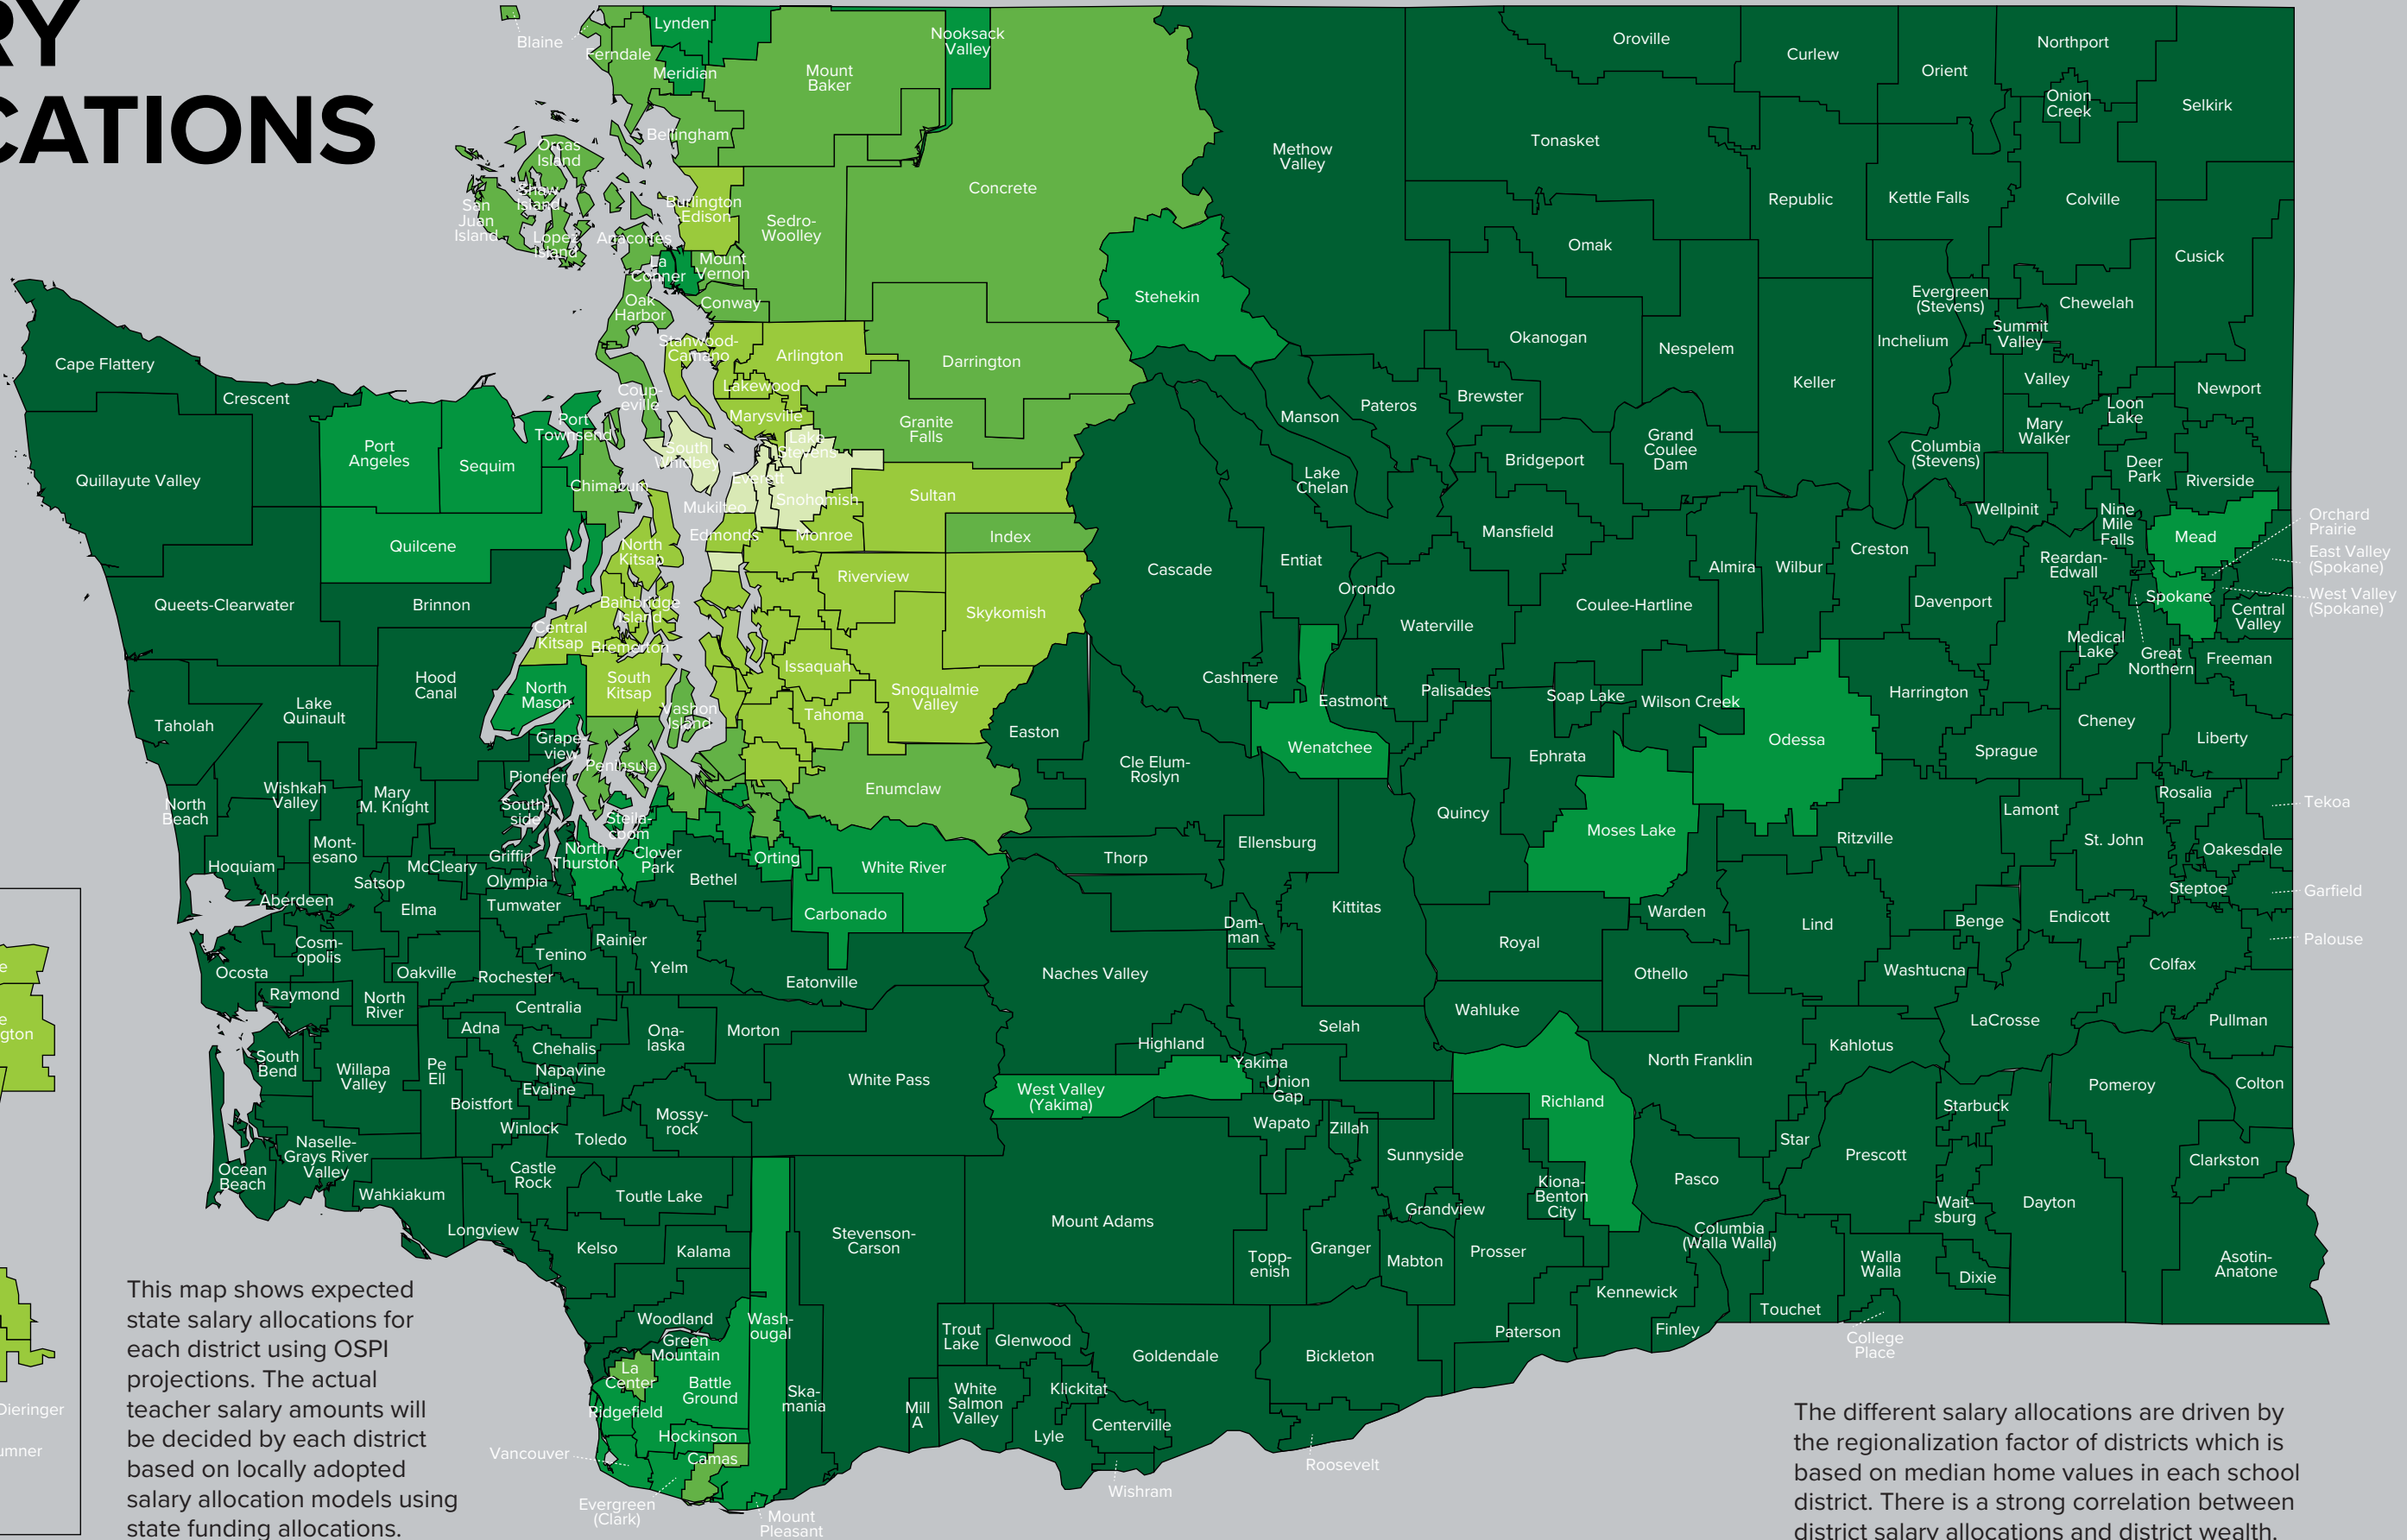 RY
CATIONS
Blaine
Lynden
Ferndale
Meridian
Nooksack
Valley
Mount
Baker
Bellingham
Orcas
Island
Shaw
Island
San
Juan
Island
Lopez
Island
Anacortes
Burlington
-Edison
Sedro-
Woolley
Concrete
La
Conner
Mount
Vernon
Conway
Oak
Harbor
Stanwood-
Camano
Arlington
Darrington
Lakewood
Coup-
eville
Marysville
Granite
Falls
Lake
Stevens
South
Whidbey
Everett
Snohomish
Sultan
Mukilteo
Edmonds
Monroe
Index
Riverview
Skykomish
Issaquah
Snoqualmie
Valley
Tahoma
Enumclaw
Cape Flattery
Crescent
Port
Angeles
Sequim
Port
Townsend
Chimacum
Quillayute Valley
Quilcene
Queets-Clearwater
Brinnon
North
Kitsap
Bainbridge
Island
Central
Kitsap
Bremerton
North
Mason
South
Kitsap
Vashon
Island
Hood
Canal
Lake
Quinault
Taholah
Grape-
view
Pioneer
Peninsula
South-
side
Steila-
coom
North
Beach
Wishkah
Valley
Mary
M. Knight
Mont-
esano
Hoquiam
McCleary
Griffin
North
Thurston
Clover
Park
Orting
White River
Satsop
Olympia
Bethel
Aberdeen
Elma
Tumwater
Carbonado
Cosm-
opolis
Rainier
Tenino
Yelm
Ocosta
Oakville
Rochester
Eatonville
Raymond
North
River
Centralia
Adna
Ona-
laska
Morton
Chehalis
South
Bend
Willapa
Valley
Pe
Ell
Napavine
Evaline
White Pass
Boistfort
Mossy-
rock
Winlock
Toledo
Naselle-
Grays River
Valley
Ocean
Beach
Castle
Rock
Wahkiakum
Toutle Lake
Longview
Kelso
Kalama
Stevenson-
Carson
Woodland
Wash-
ougal
Green
Mountain
La
Center
Battle
Ground
Ridgefield
Ska-
mania
Hockinson
Camas
Vancouver
Evergreen
(Clark)
Mount
Pleasant
Mill
A
Trout
Lake
Glenwood
White
Salmon
Valley
Klickitat
Lyle
Centerville
Goldendale
Wishram
Bickleton
Roosevelt
Methow
Valley
Stehekin
Oroville
Curlew
Orient
Northport
Onion
Creek
Selkirk
Tonasket
Republic
Kettle Falls
Colville
Omak
Cusick
Evergreen
(Stevens)
Chewelah
Okanogan
Nespelem
Inchelium
Summit
Valley
Keller
Valley
Newport
Manson
Pateros
Brewster
Loon
Lake
Mary
Walker
Grand
Coulee
Dam
Columbia
(Stevens)
Bridgeport
Lake
Chelan
Deer
Park
Riverside
Wellpinit
Nine
Mile
Falls
Mead
Orchard
Prairie
East Valley
(Spokane)
West Valley
(Spokane)
Mansfield
Creston
Reardan-
Edwall
Cascade
Entiat
Almira
Wilbur
Orondo
Coulee-Hartline
Davenport
Spokane
Central
Valley
Waterville
Medical
Lake
Great
Northern
Freeman
Cashmere
Eastmont
Palisades
Soap Lake
Wilson Creek
Harrington
Cheney
Easton
Wenatchee
Odessa
Ephrata
Sprague
Liberty
Cle Elum-
Roslyn
Quincy
Lamont
Rosalia
Tekoa
Moses Lake
Ritzville
St. John
Oakesdale
Thorp
Ellensburg
Steptoe
Garfield
Dam-
man
Kittitas
Warden
Lind
Benge
Endicott
Palouse
Royal
Naches Valley
Othello
Washtucna
Colfax
Wahluke
Selah
LaCrosse
Pullman
Highland
Yakima
North Franklin
Kahlotus
West Valley
(Yakima)
Union
Gap
Richland
Pomeroy
Colton
Wapato
Zillah
Starbuck
Star
Sunnyside
Prescott
Clarkston
Pasco
Kiona-
Benton
City
Grandview
Wait-
sburg
Dayton
Mount Adams
Columbia
(Walla Walla)
Topp-
enish
Granger
Mabton
Prosser
Walla
Walla
Dixie
Asotin-
Anatone
Kennewick
Touchet
Paterson
Finley
College
Place
e
e
gton
Dieringer
umner
This map shows expected
state salary allocations for
each district using OSPI
projections. The actual
teacher salary amounts will
be decided by each district
based on locally adopted
salary allocation models using
state funding allocations.
The different salary allocations are driven by
the regionalization factor of districts which is
based on median home values in each school
district. There is a strong correlation between
district salary allocations and district wealth.